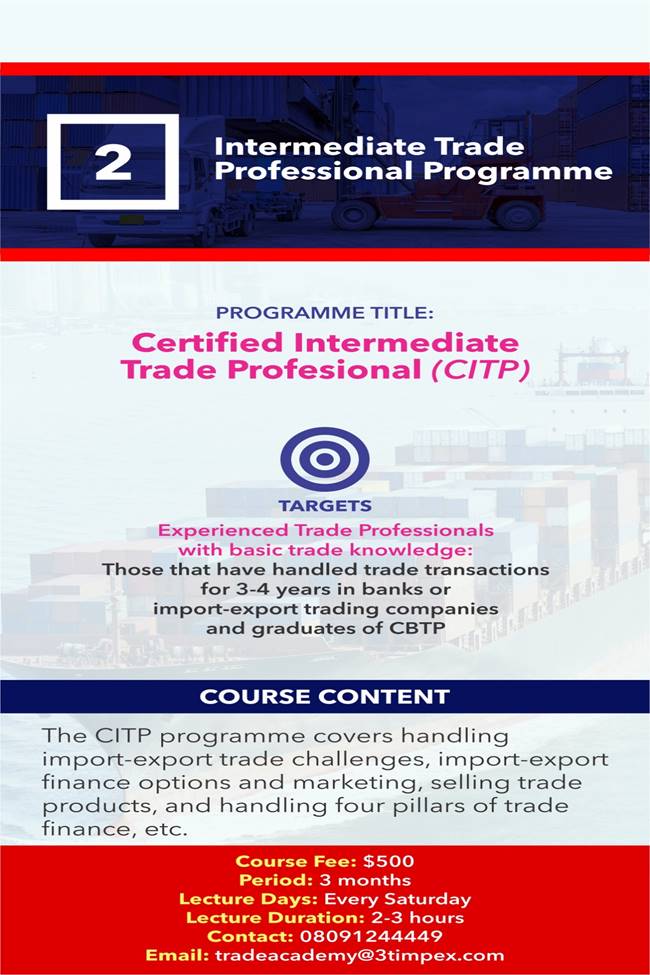 2
Intermediate Trade
Professional Programme
PROGRAMME TITLE:
Certified Intermediate
Trade Profesional (CITP)
TARGETS
Experienced Trade Professionals
with basic trade knowledge:
Those that have handled trade transactions
for 3-4 years in banks or
import-export trading companies
and graduates of CBTP
COURSE CONTENT
The CITP programme covers handling
import-export trade challenges, import-export
finance options and marketing, selling trade
products, and handling four pillars of trade
finance, etc.
Course Fee: $500
Period: 3 months
Lecture Days: Every Saturday
Lecture Duration: 2-3 hours
Contact: 08091244449
Email: tradeacademy@3timpex.com